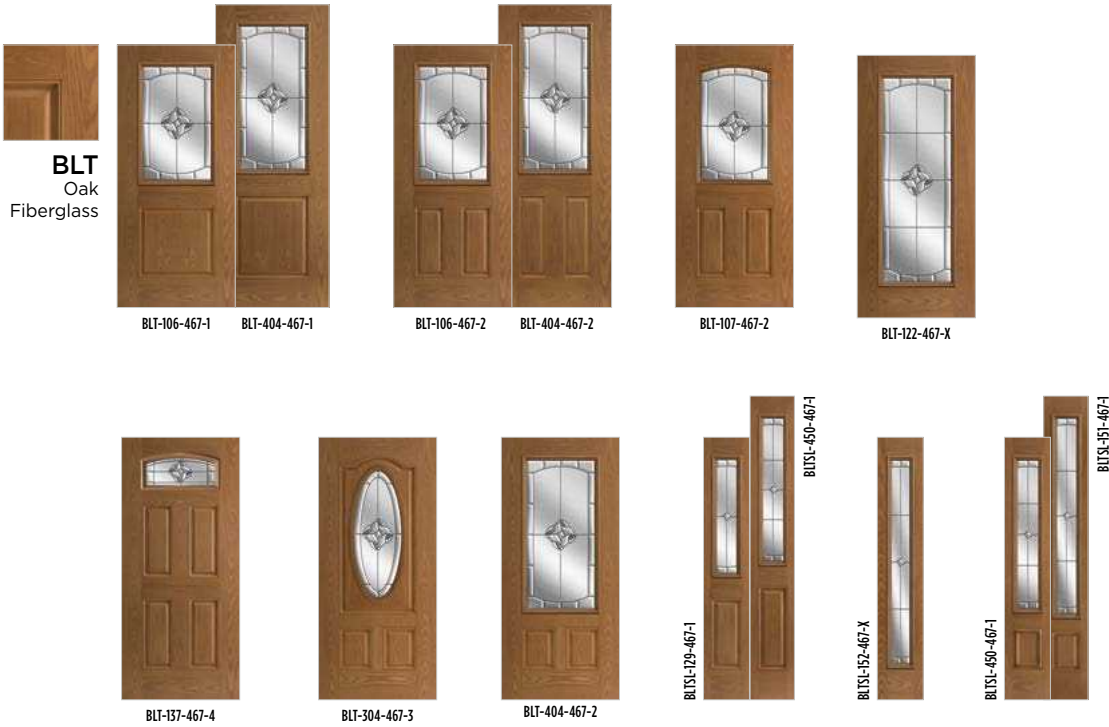 BLT
Oak
Fiberglass
BLT-106-467-1
BLT-404-467-1
BLT-106-467-2
BLT-404-467-2
BLT-107-467-2
BLT-122-467-X
BLT-137-467-4
BLT-304-467-3
BLT-404-467-2
BLTSL-129-467-1
BLTSL-450-467-1
BLTSL-152-467-X
BLTSL-450-467-1
BLTSL-151-467-1